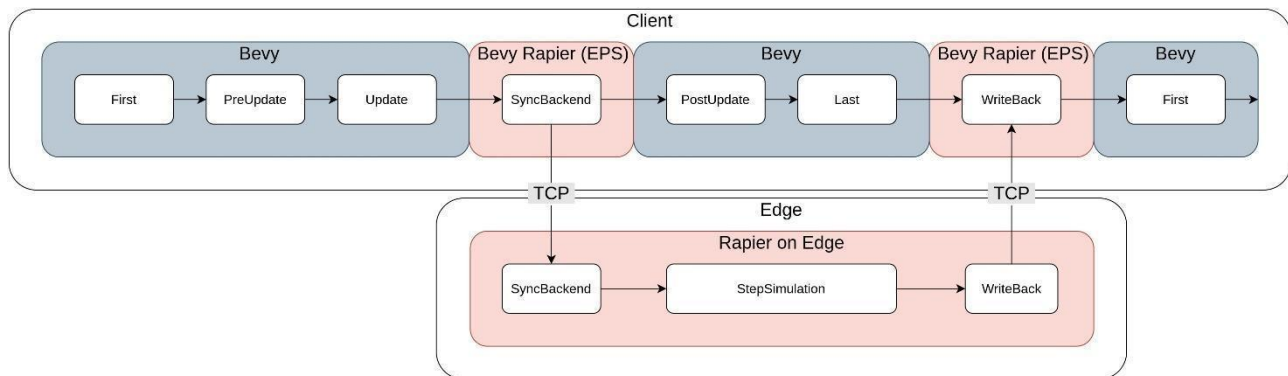 Client
Bevy
Bevy Rapier (EPS)
Bevy
Bevy Rapier (EPS)
Bevy
First
PreUpdate
Update
SyncBackend
PostUpdate
Last
WriteBack
First
TCP
TCP
Edge
Rapier on Edge
SyncBackend
StepSimulation
WriteBack